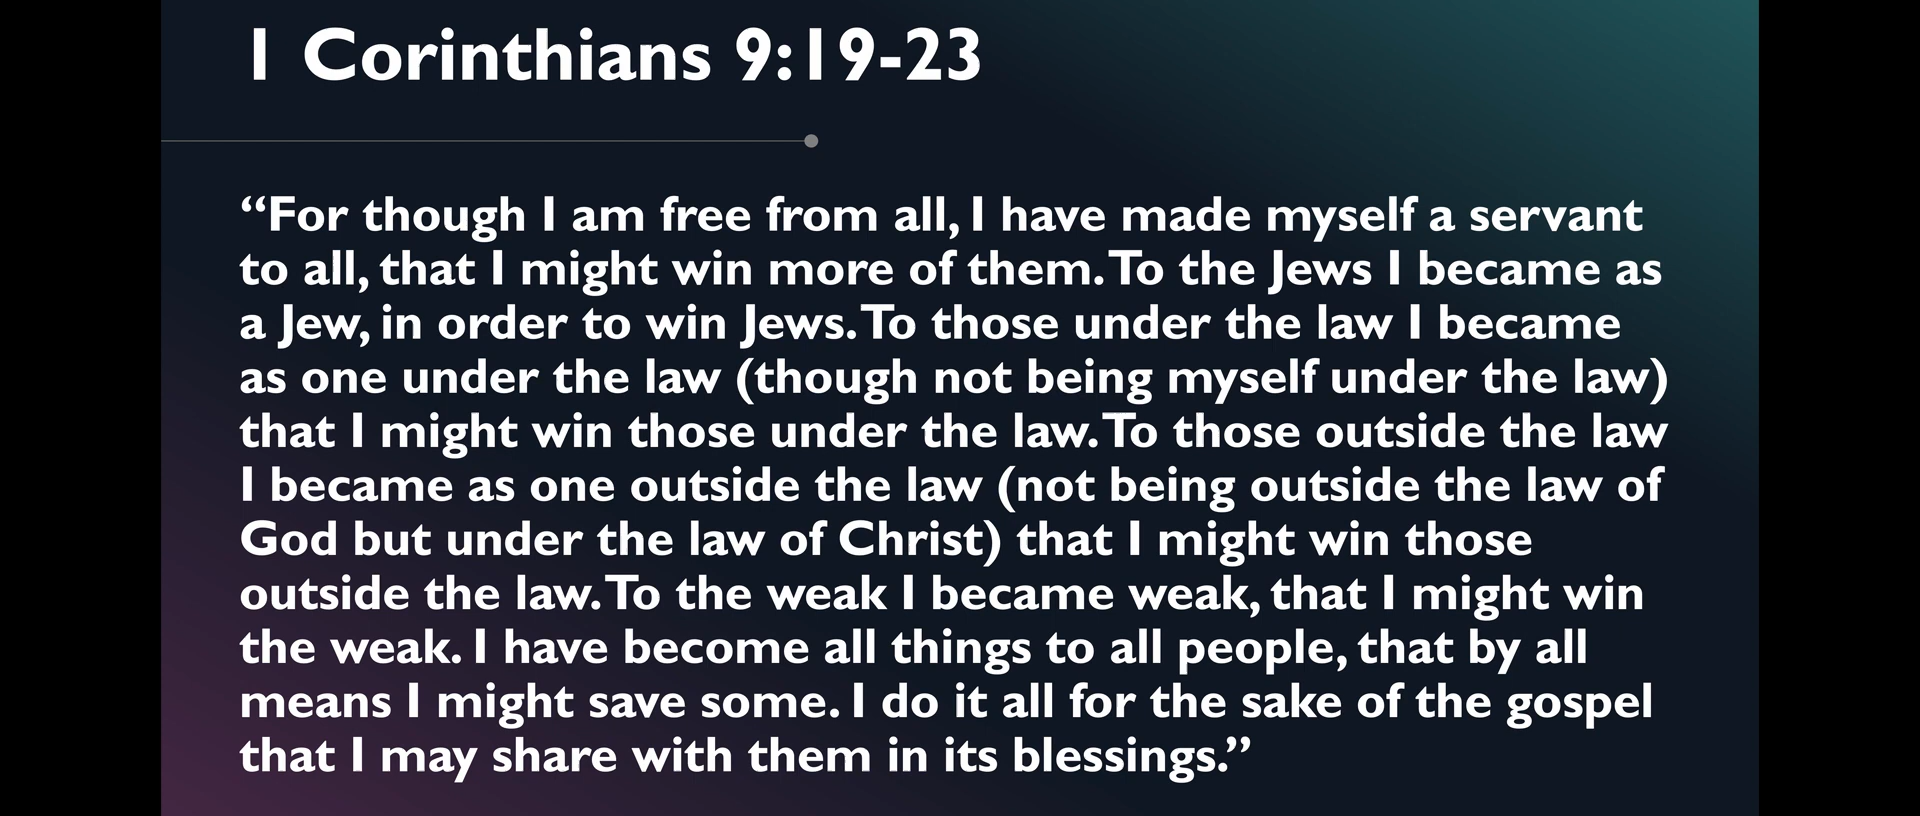 1 Corinthians 9:19-23
“For though I am free from all, I have made myself a servant
to all, that I might win more of them. To the Jews I became as
a Jew, in order to win Jews. To those under the law I became
as one under the law (though not being myself under the law)
that I might win those under the law. To those outside the law
I became as one outside the law (not being outside the law of
God but under the law of Christ) that I might win those
outside the law. To the weak I became weak, that I might win
the weak. I have become all things to all people, that by all
means I might save some. I do it all for the sake of the gospel
that I may share with them in its blessings.”